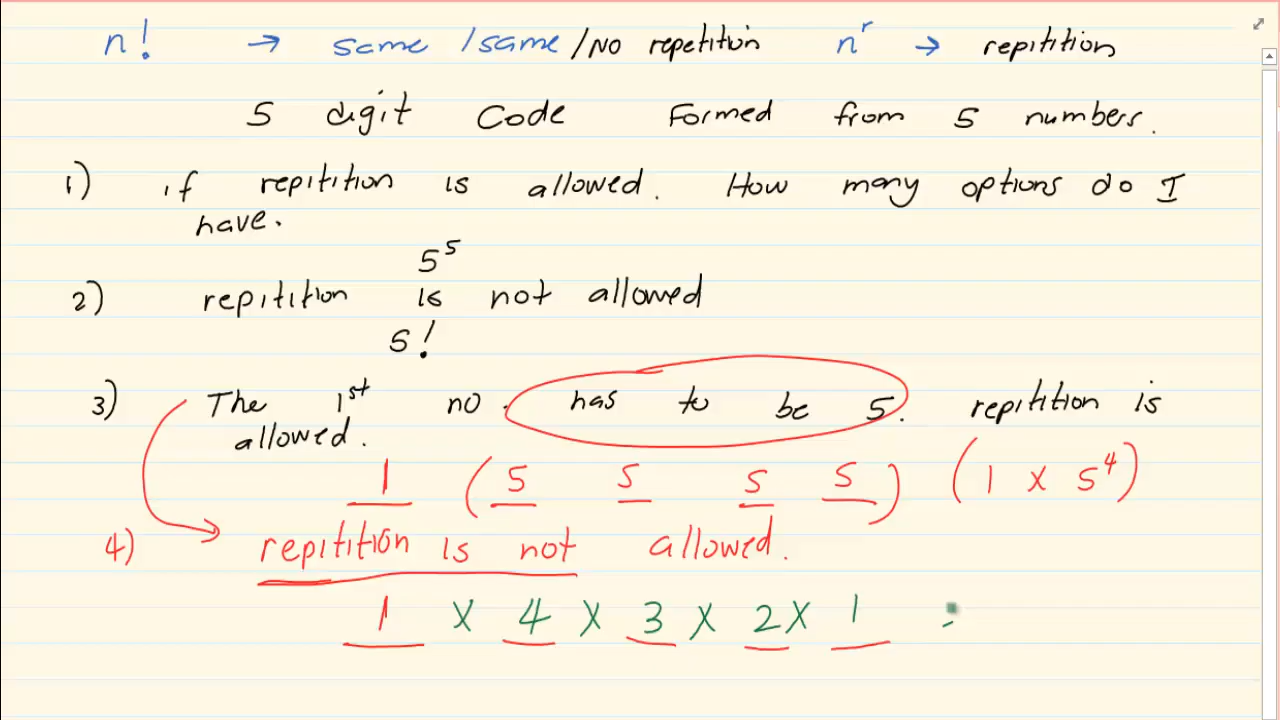 n! → same /same/No repetition n^r → repitition
5 digit Code Formed from 5 numbers.
1) if repitition is allowed. How many options do I
have.
5^5
2) repitition is not allowed
5!
3) The 1st no. has to be 5. repitition is
allowed.
1 (5 5 5 5) (1 x 5^4)
4) repitition is not allowed.
1 x 4 x 3 x 2 x 1